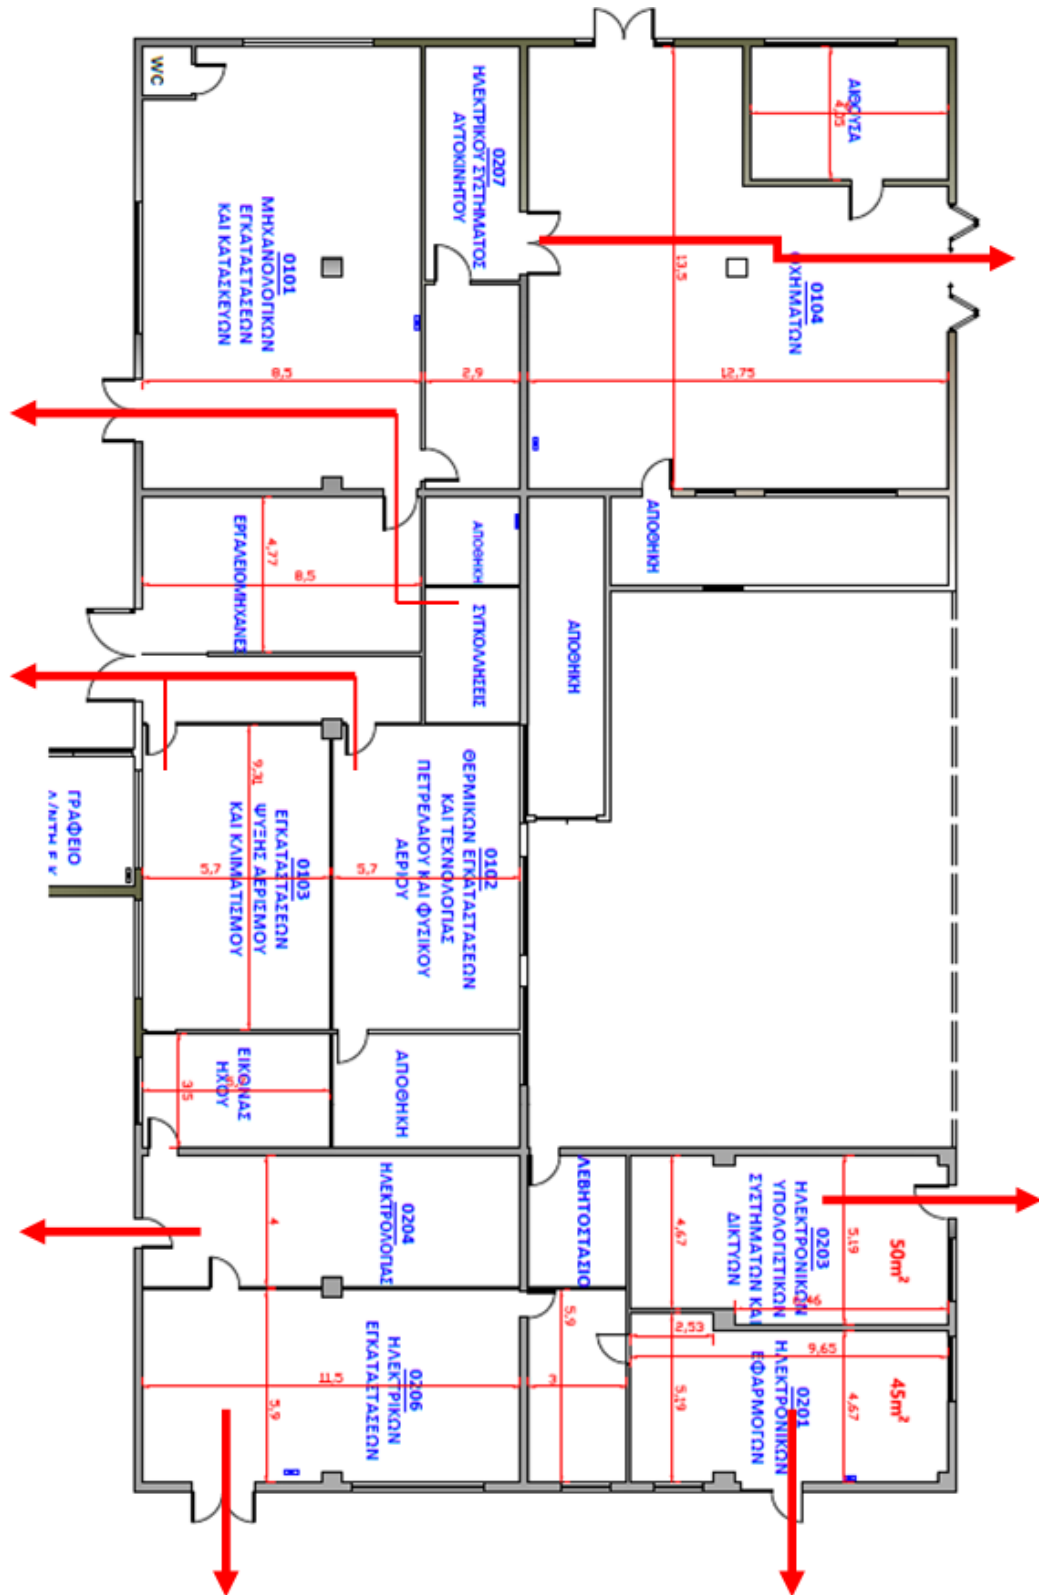 WC
0101
ΜΗΧΑΝΟΛΟΓΙΚΩΝ
ΕΓΚΑΤΑΣΤΑΣΕΩΝ
ΚΑΙ ΚΑΤΑΣΚΕΥΩΝ
0207
ΗΛΕΚΤΡΙΚΟΥ ΣΥΣΤΗΜΑΤΟΣ
ΑΥΤΟΚΙΝΗΤΟΥ
ΑΙΘΟΥΣΑ
4,05
13,5
0104
ΟΧΗΜΑΤΩΝ
8,5
2,9
12,75
ΕΡΓΑΛΕΙΟΜΗΧΑΝΕΣ
4,77
8,5
ΑΠΟΘΗΚΗ
ΣΥΓΚΟΛΛΗΣΕΙΣ
ΑΠΟΘΗΚΗ
ΑΠΟΘΗΚΗ
ΓΡΑΦΕΙΟ
0103
ΕΓΚΑΤΑΣΤΑΣΕΩΝ
ΨΥΞΗΣ ΑΕΡΙΣΜΟΥ
ΚΑΙ ΚΛΙΜΑΤΙΣΜΟΥ
9,31
5,7
0102
ΘΕΡΜΙΚΩΝ ΕΓΚΑΤΑΣΤΑΣΕΩΝ
ΚΑΙ ΤΕΧΝΟΛΟΓΙΑΣ
ΠΕΤΡΕΛΑΙΟΥ ΚΑΙ ΦΥΣΙΚΟΥ
ΑΕΡΙΟΥ
5,7
ΕΙΚΟΝΑΣ
ΗΧΟΥ
3,5
ΑΠΟΘΗΚΗ
0204
ΗΛΕΚΤΡΟΛΟΓΙΑΣ
4
ΛΕΒΗΤΟΣΤΑΣΙΟ
0203
ΗΛΕΚΤΡΟΝΙΚΩΝ
ΥΠΟΛΟΓΙΣΤΙΚΩΝ
ΣΥΣΤΗΜΑΤΩΝ ΚΑΙ
ΔΙΚΤΥΩΝ
4,67
5,19
50m²
0206
ΗΛΕΚΤΡΙΚΩΝ
ΕΓΚΑΤΑΣΤΑΣΕΩΝ
11,5
5,9
5,9
3
2,53
9,65
0201
ΗΛΕΚΤΡΟΝΙΚΩΝ
ΕΦΑΡΜΟΓΩΝ
5,19
4,67
45m²